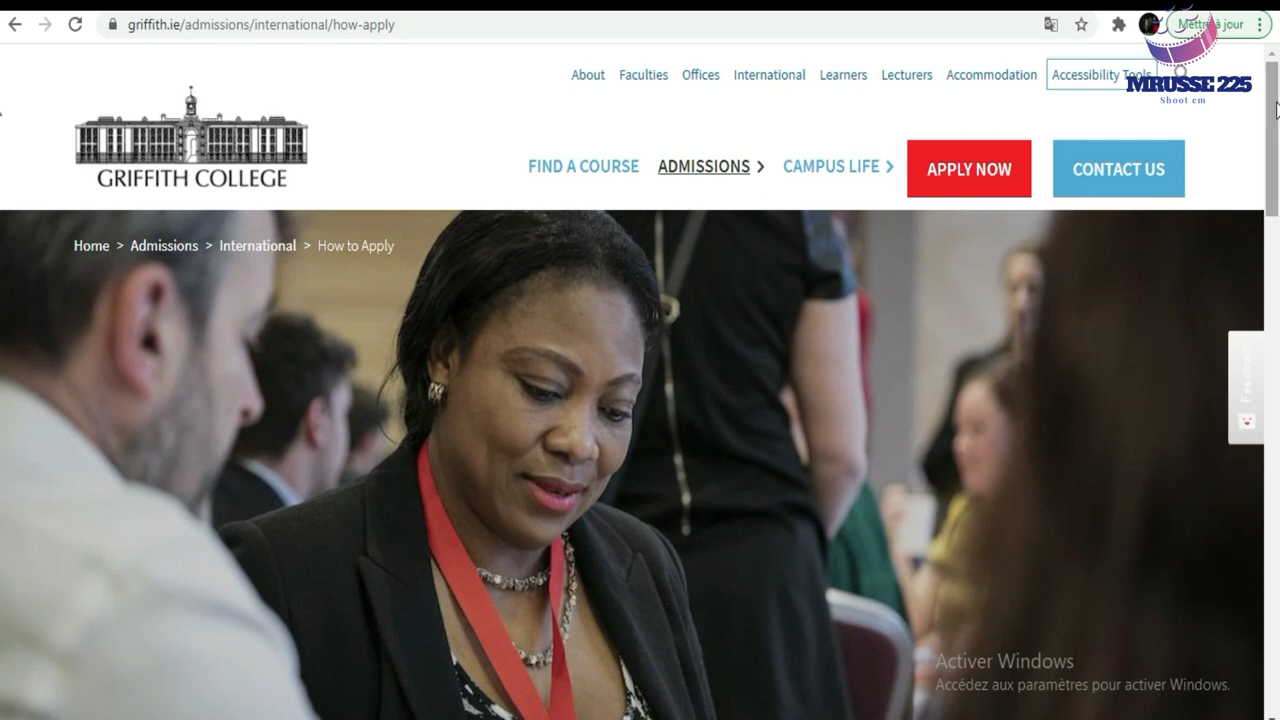 griffith.ie/admissions/international/how-apply
Mettre à jour
About Faculties Offices International Learners Lecturers Accommodation Accessibility Tools
MIRUSSE 225
Shoot em
GRIFFITH COLLEGE
FIND A COURSE ADMISSIONS CAMPUS LIFE APPLY NOW CONTACT US
Home > Admissions > International > How to Apply
Feedback
Activer Windows
Accédez aux paramètres pour activer Windows.